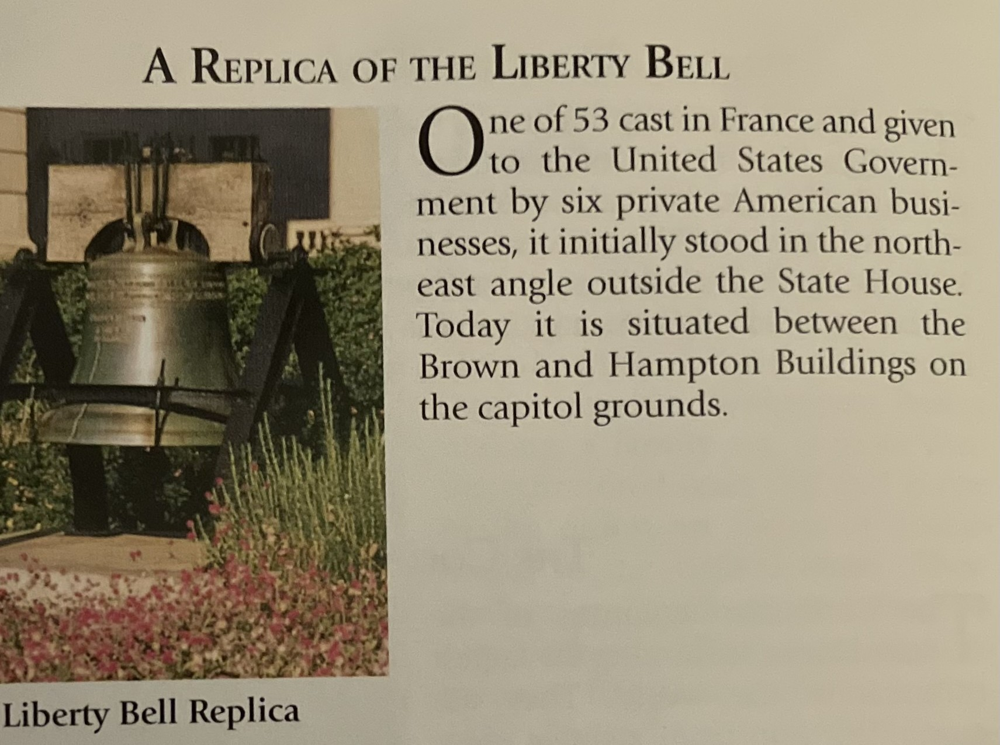 A Replica of the Liberty Bell
One of 53 cast in France and given
to the United States Govern-
ment by six private American busi-
nesses, it initially stood in the north-
east angle outside the State House.
Today it is situated between the
Brown and Hampton Buildings on
the capitol grounds.
Liberty Bell Replica